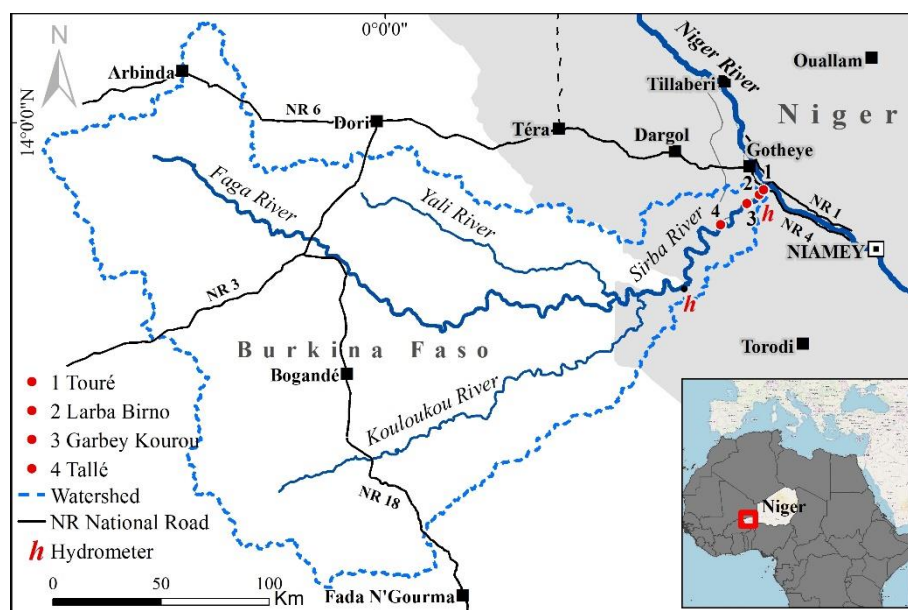 0°0'0"
14°0'0"N
N
Arbinda
NR 6
Dori
Téra
Dargol
Tillaberi
Niger River
Ouallam
Niger
Gotheye
1
2
3
4
h
NR 1
NR 4
NIAMEY
Faga River
Yali River
Sirba River
h
NR 3
Burkina Faso
Bogandé
Kouloukou River
Torodi
NR 18
Fada N'Gourma
1 Touré
2 Larba Birno
3 Garbey Kourou
4 Tallé
Watershed
NR National Road
h Hydrometer
0 50 100
Km
Niger